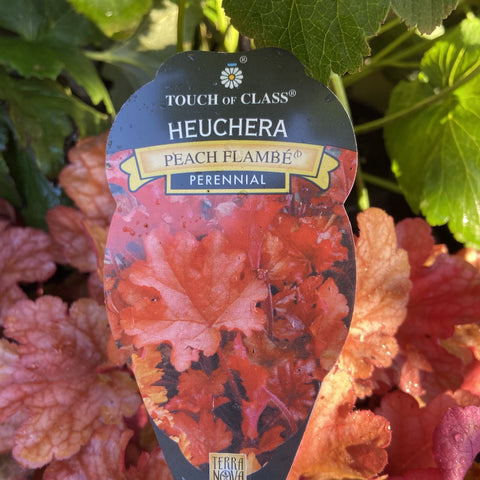 ®
TOUCH OF CLASS®
HEUCHERA
PEACH FLAMBÉ
PERENNIAL
TERRA
NOVA